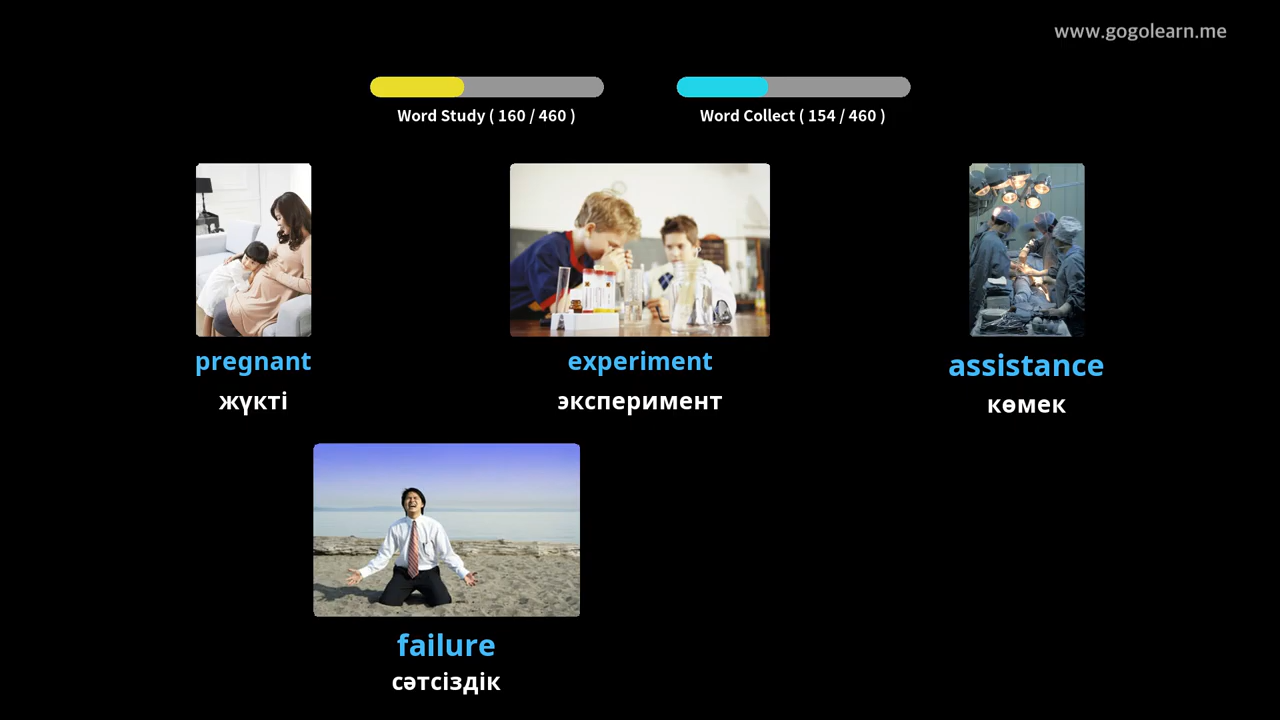 www.gogolearn.me
Word Study ( 160 / 460 )
Word Collect ( 154 / 460 )
pregnant
жүкті
experiment
эксперимент
assistance
көмек
failure
сәтсіздік